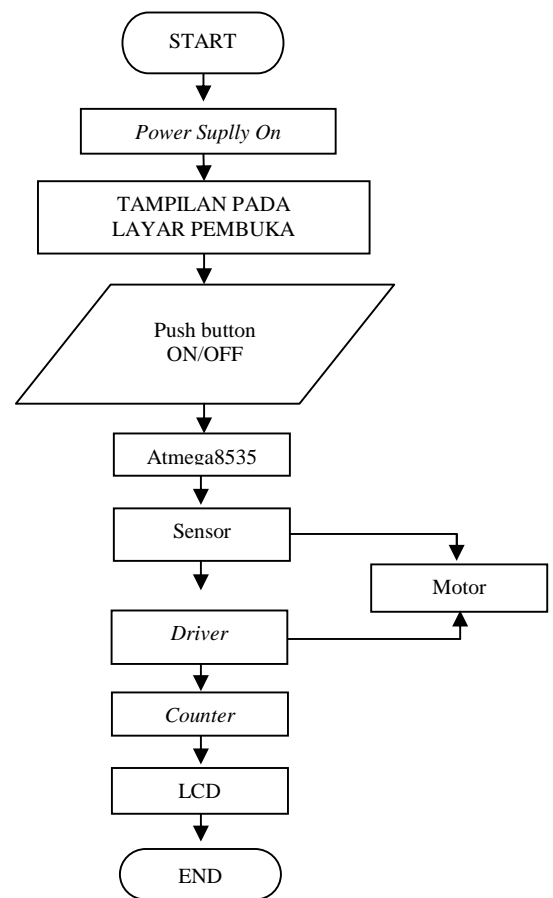 START
Power Suplly On
TAMPILAN PADA
LAYAR PEMBUKA
Push button
ON/OFF
Atmega8535
Sensor
Motor
Driver
Counter
LCD
END